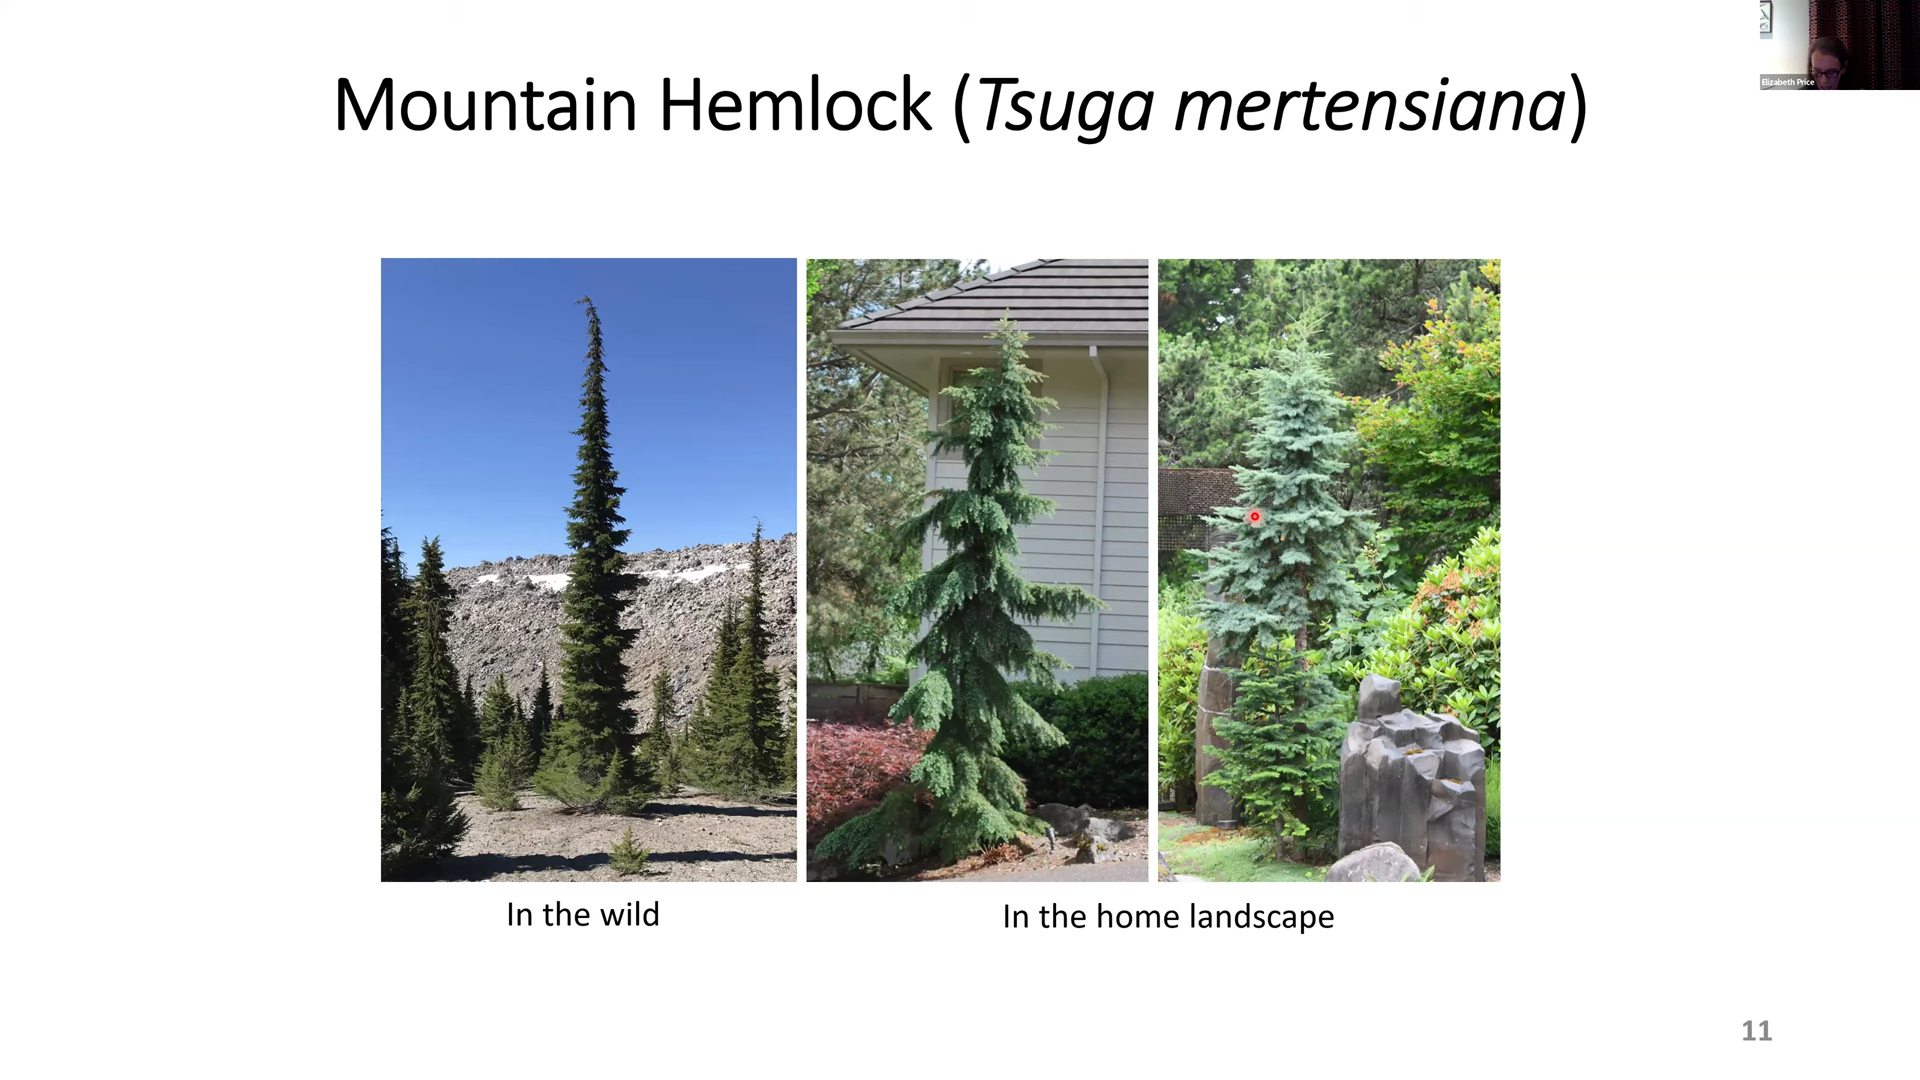 Elizabeth Price
Mountain Hemlock (Tsuga mertensiana)
In the wild
In the home landscape
11